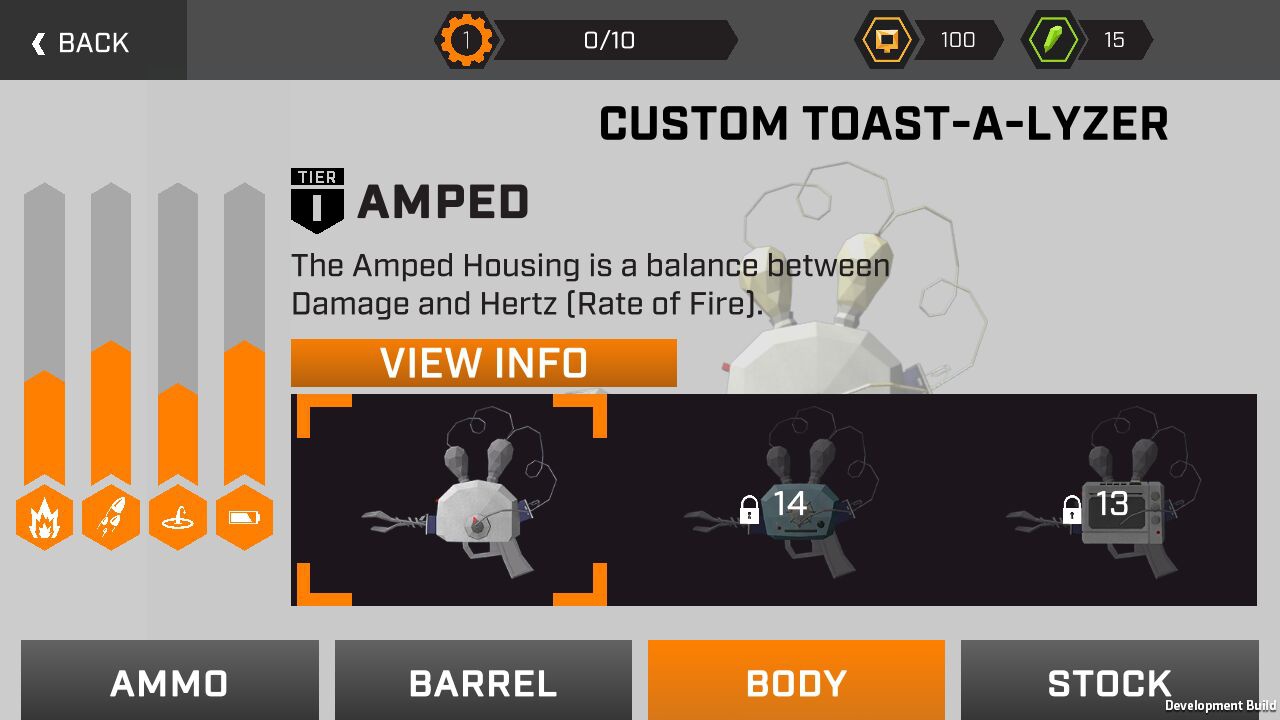 BACK
1
0/10
100
15
CUSTOM TOAST-A-LYZER
TIER
I
AMPED
The Amped Housing is a balance between
Damage and Hertz (Rate of Fire).
VIEW INFO
14
13
AMMO
BARREL
BODY
STOCK
Development Build